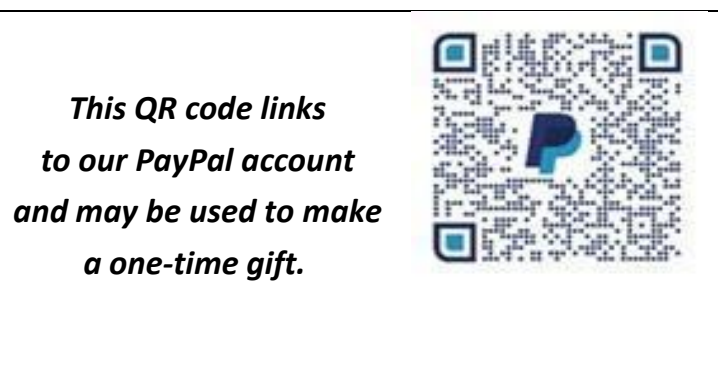 This QR code links
to our PayPal account
and may be used to make
a one-time gift.